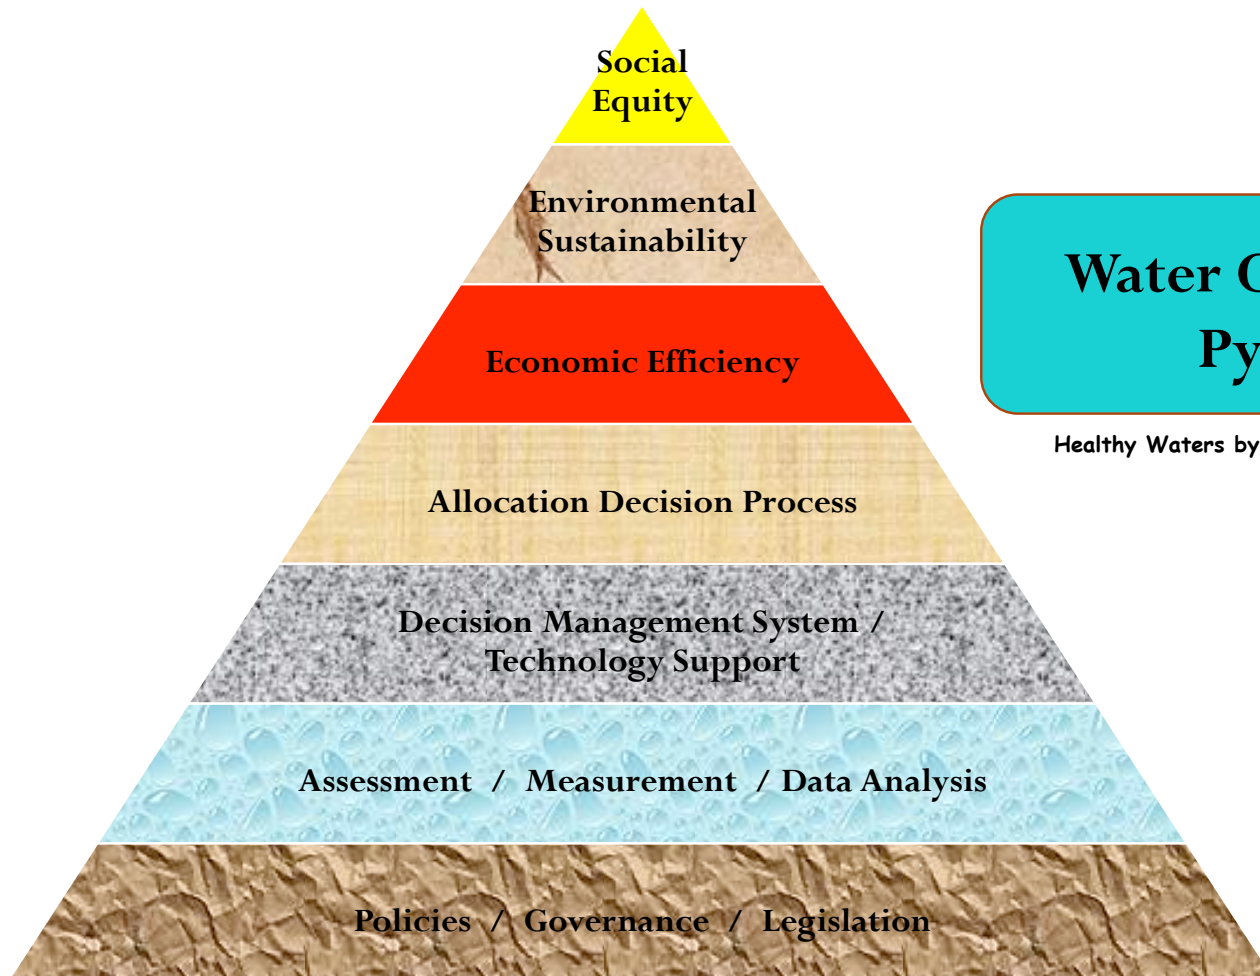 Social
Equity
Environmental
Sustainability
Water
Py
Economic Efficiency
Healthy Waters by
Allocation Decision Process
Decision Management System /
Technology Support
Assessment / Measurement / Data Analysis
Policies / Governance / Legislation